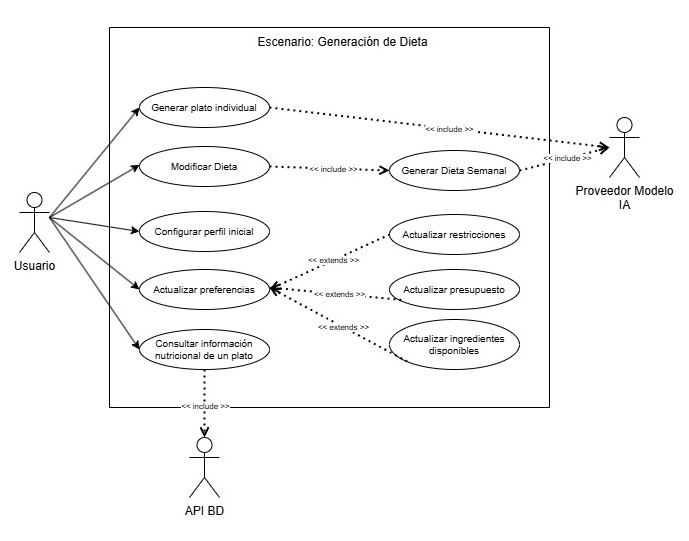 Escenario: Generación de Dieta
Generar plato individual
<< include >>
Modificar Dieta
<< include >>
Generar Dieta Semanal
<< include >>
Proveedor Modelo
IA
Usuario
Configurar perfil inicial
Actualizar restricciones
<< extends >>
Actualizar preferencias
<< extends >>
Actualizar presupuesto
<< extends >>
Actualizar ingredientes
disponibles
Consultar información
nutricional de un plato
<< include >>
API BD